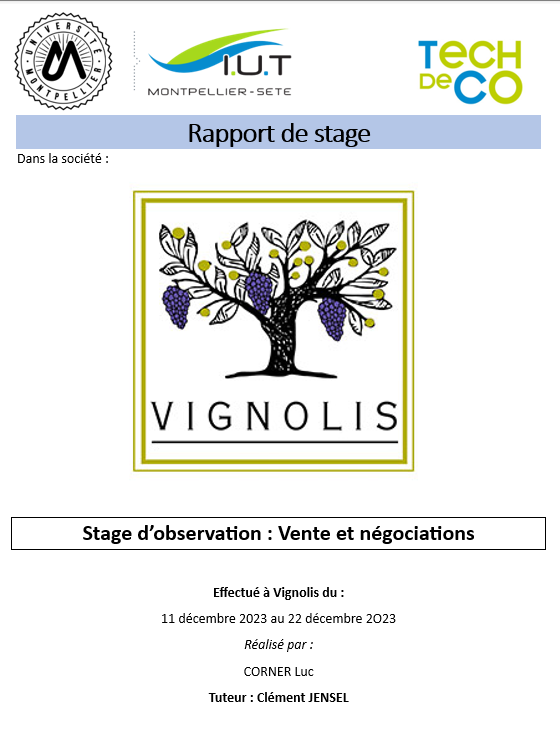 UNIVERSITÉ
MONTPELLIER
I.U.T
MONTPELLIER-SETE
TECH
DE CO
Rapport de stage
Dans la société :
VIGNOLIS
Stage d’observation : Vente et négociations
Effectué à Vignolis du :
11 décembre 2023 au 22 décembre 2O23
Réalisé par :
CORNER Luc
Tuteur : Clément JENSEL